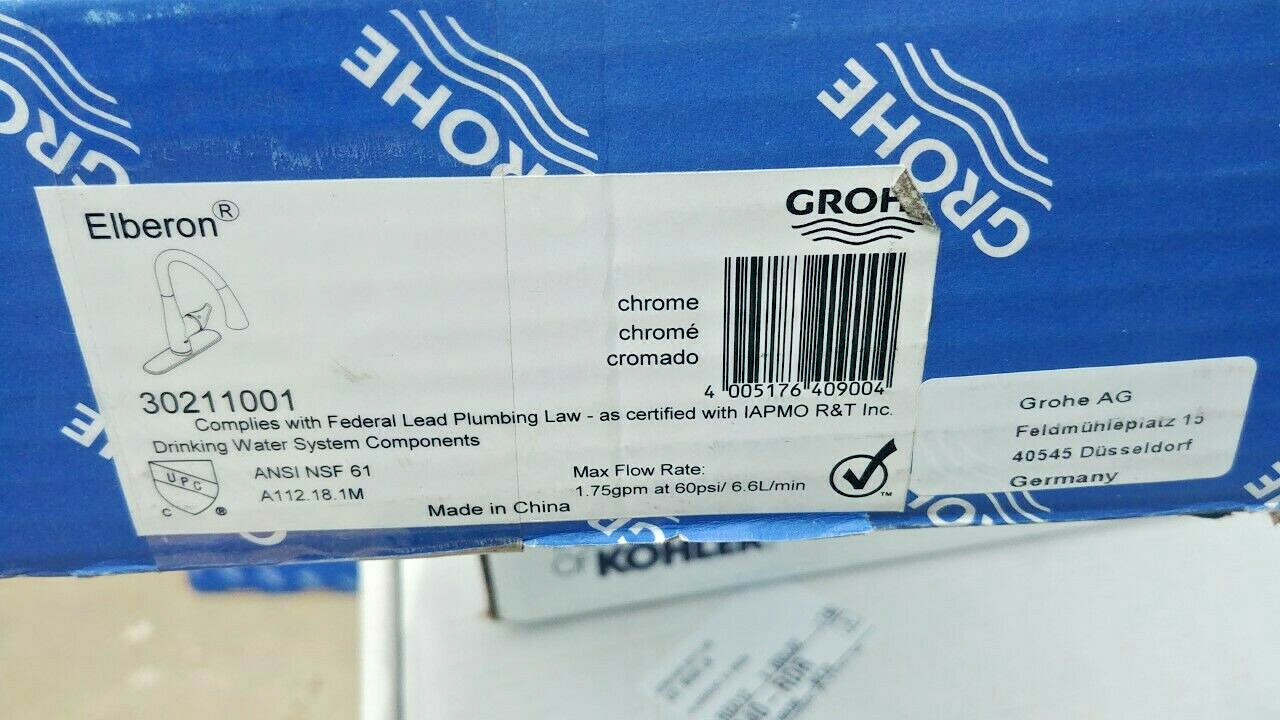 GROHE
GROHE
GROHE
Elberon®
GROH
chrome
chromé
cromado
4 005176 409004
30211001
Complies with Federal Lead Plumbing Law - as certified with IAPMO R&T Inc.
Drinking Water System Components
UPC
C ®
ANSI NSF 61
A112.18.1M
Max Flow Rate:
1.75gpm at 60psi/ 6.6L/min
™
Made in China
Grohe AG
Feldmühleplatz 15
40545 Düsseldorf
Germany
OF KOHLER